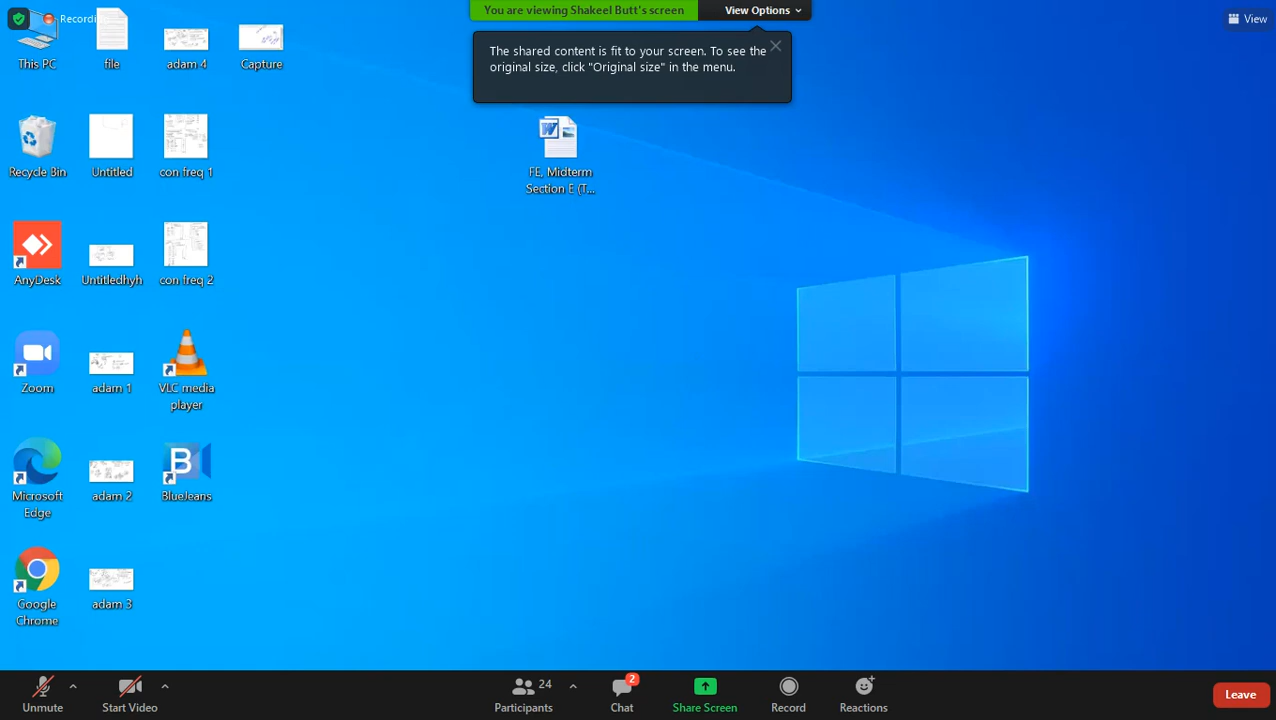 Recordi
You are viewing Shakeel Butt's screen
View Options
View
The shared content is fit to your screen. To see the
original size, click "Original size" in the menu.
This PC
file
adam 4
Capture
Recycle Bin
Untitled
con freq 1
FE, Midterm
Section E (T...
AnyDesk
Untitledhyh
con freq 2
Zoom
adam 1
VLC media
player
Microsoft
Edge
adam 2
BlueJeans
Google
Chrome
adam 3
Unmute
Start Video
24
Participants
2
Chat
Share Screen
Record
Reactions
Leave